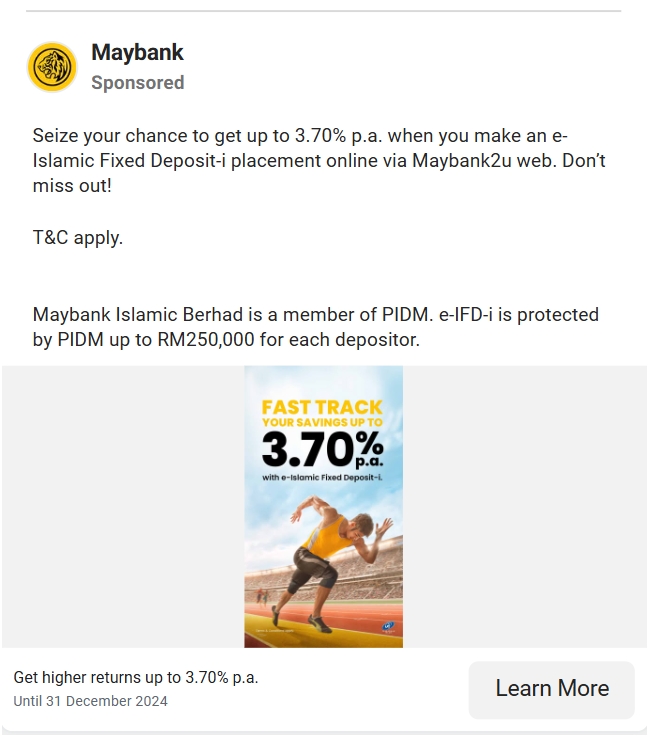 Maybank
Sponsored
Seize your chance to get up to 3.70% p.a. when you make an e-
Islamic Fixed Deposit-i placement online via Maybank2u web. Don’t
miss out!
T&C apply.
Maybank Islamic Berhad is a member of PIDM. e-IFD-i is protected
by PIDM up to RM250,000 for each depositor.
FAST TRACK
YOUR SAVINGS UP TO
3.70%
p.a.
with e-Islamic Fixed Deposit-i.
Get higher returns up to 3.70% p.a.
Until 31 December 2024
Learn More